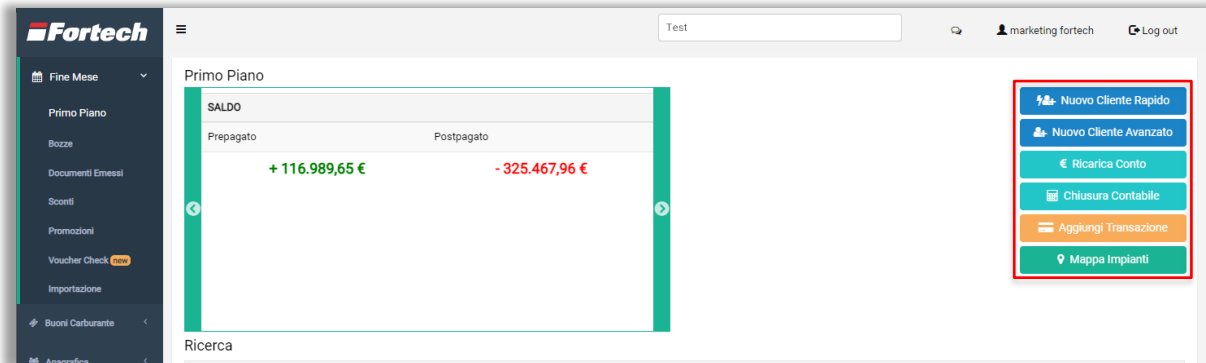 Fortech
Test
marketing fortech
Log out
Fine Mese
Primo Piano
Bozze
Documenti Emessi
Sconti
Promozioni
Voucher Check new
Importazione
Buoni Carburante
Anagrafica
Primo Piano
SALDO
Prepagato
Postpagato
+ 116.989,65 €
- 325.467,96 €
Ricerca
Nuovo Cliente Rapido
Nuovo Cliente Avanzato
€ Ricarica Conto
Chiusura Contabile
Aggiungi Transazione
Mappa Impianti